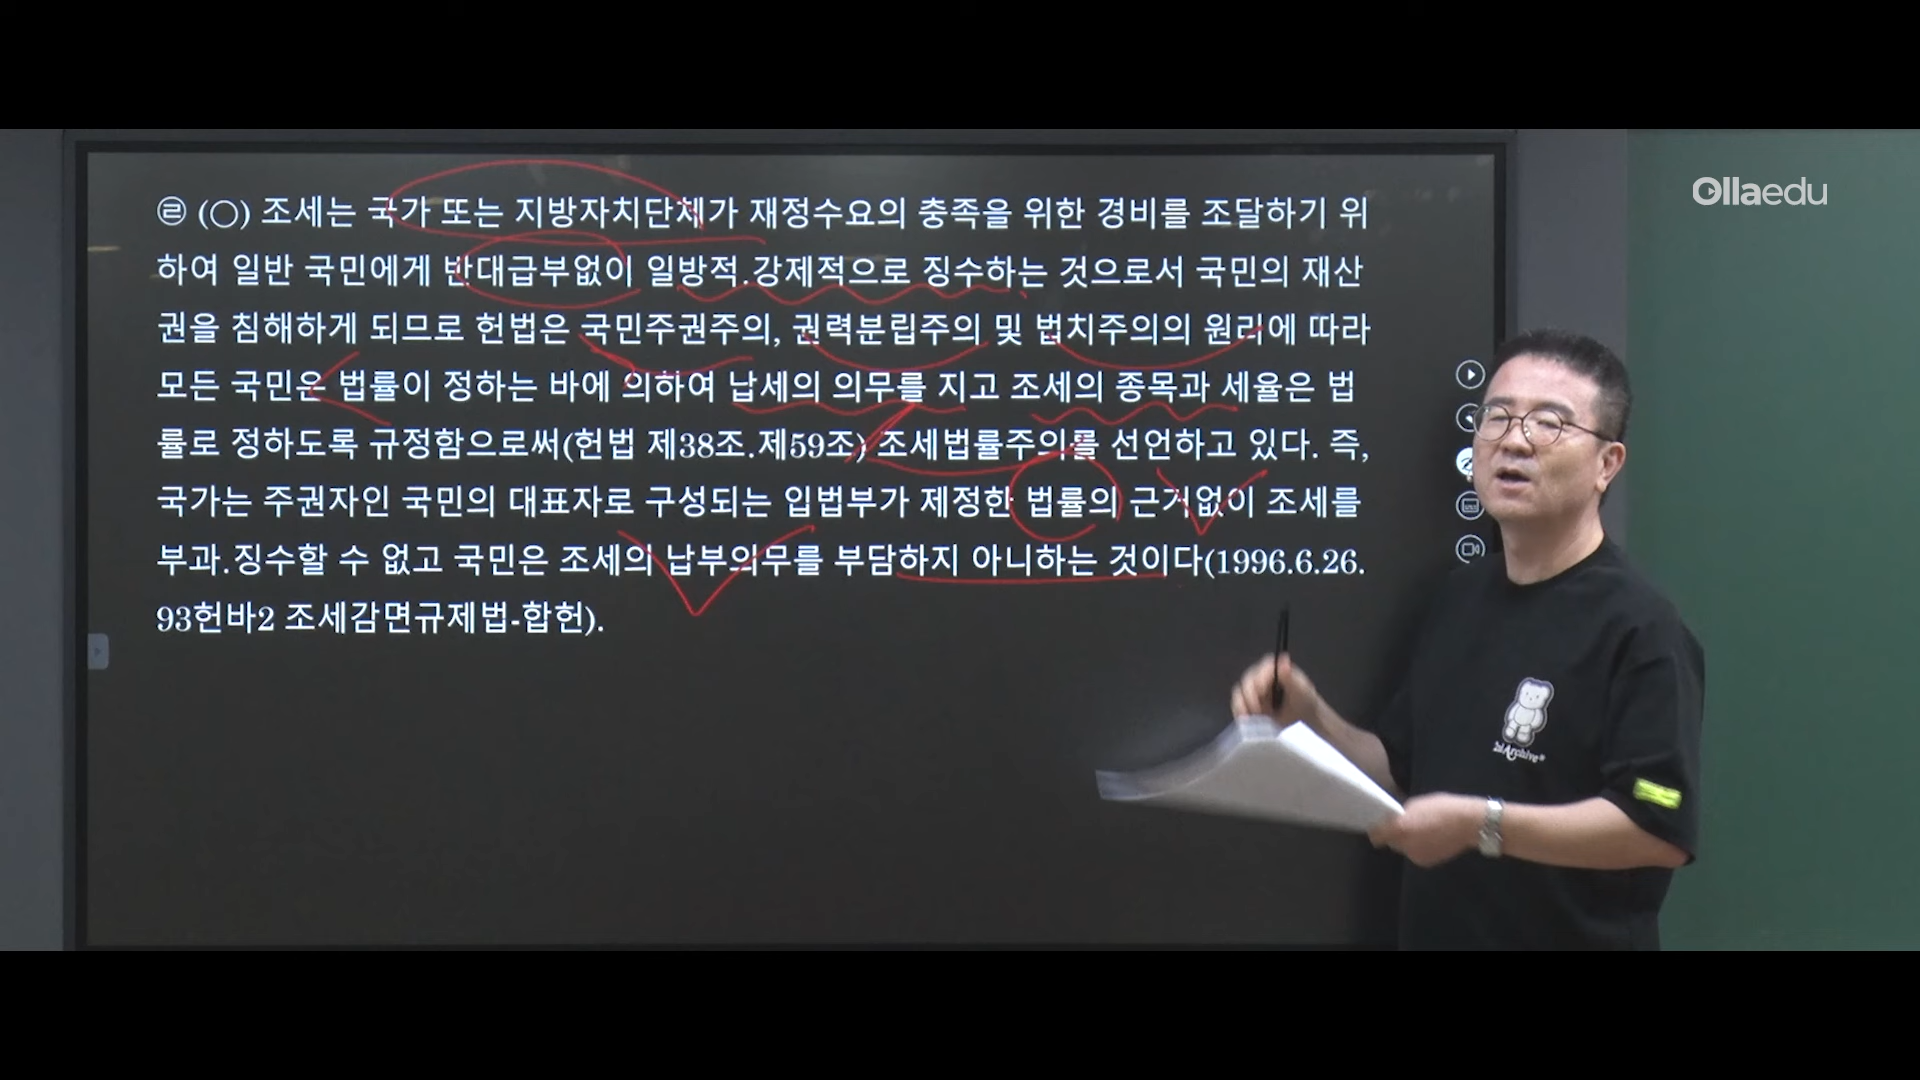 Ollaedu
㉣ (○) 조세는 국가 또는 지방자치단체가 재정수요의 충족을 위한 경비를 조달하기 위
하여 일반 국민에게 반대급부없이 일방적.강제적으로 징수하는 것으로서 국민의 재산
권을 침해하게 되므로 헌법은 국민주권주의, 권력분립주의 및 법치주의의 원리에 따라
모든 국민은 법률이 정하는 바에 의하여 납세의 의무를 지고 조세의 종목과 세율은 법
률로 정하도록 규정함으로써(헌법 제38조.제59조) 조세법률주의를 선언하고 있다. 즉,
국가는 주권자인 국민의 대표자로 구성되는 입법부가 제정한 법률의 근거없이 조세를
부과.징수할 수 없고 국민은 조세의 납부의무를 부담하지 아니하는 것이다(1996.6.26.
93헌바2 조세감면규제법-합헌).